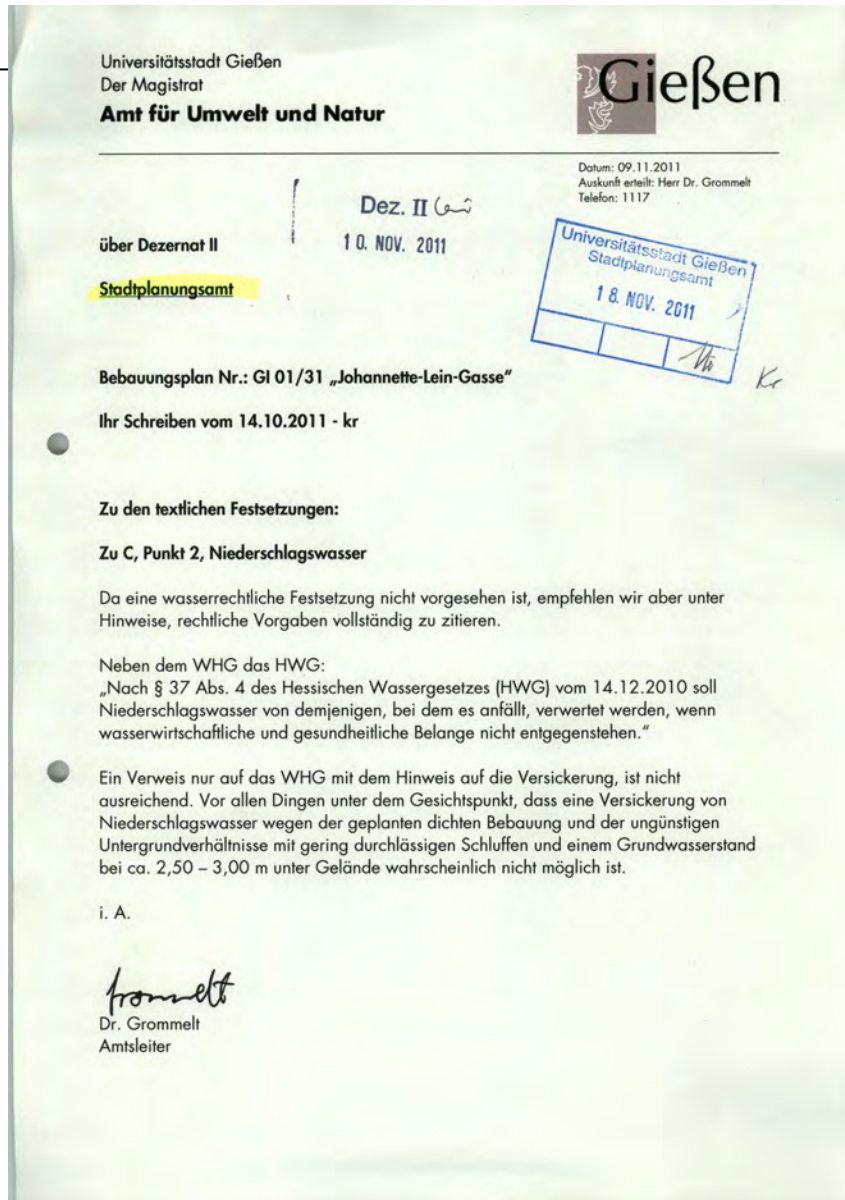 Universitätsstadt Gießen
Der Magistrat
Amt für Umwelt und Natur
Gießen
Datum: 09.11.2011
Auskunft erteilt: Herr Dr. Grommelt
Telefon: 1117
Dez. II
über Dezernat II
10. NOV. 2011
Universitätsstadt Gießen
Stadtplanungsamt
18. NOV. 2011
Stadtplanungsamt
Kr
Bebauungsplan Nr.: GI 01/31 „Johannette-Lein-Gasse“
Ihr Schreiben vom 14.10.2011 - kr
Zu den textlichen Festsetzungen:
Zu C, Punkt 2, Niederschlagswasser
Da eine wasserrechtliche Festsetzung nicht vorgesehen ist, empfehlen wir aber unter
Hinweise, rechtliche Vorgaben vollständig zu zitieren.
Neben dem WHG das HWG:
„Nach § 37 Abs. 4 des Hessischen Wassergesetzes (HWG) vom 14.12.2010 soll
Niederschlagswasser von demjenigen, bei dem es anfällt, verwertet werden, wenn
wasserwirtschaftliche und gesundheitliche Belange nicht entgegenstehen.“
Ein Verweis nur auf das WHG mit dem Hinweis auf die Versickerung, ist nicht
ausreichend. Vor allen Dingen unter dem Gesichtspunkt, dass eine Versickerung von
Niederschlagswasser wegen der geplanten dichten Bebauung und der ungünstigen
Untergrundverhältnisse mit gering durchlässigen Schluffen und einem Grundwasserstand
bei ca. 2,50 – 3,00 m unter Gelände wahrscheinlich nicht möglich ist.
i. A.
Grommelt
Dr. Grommelt
Amtsleiter